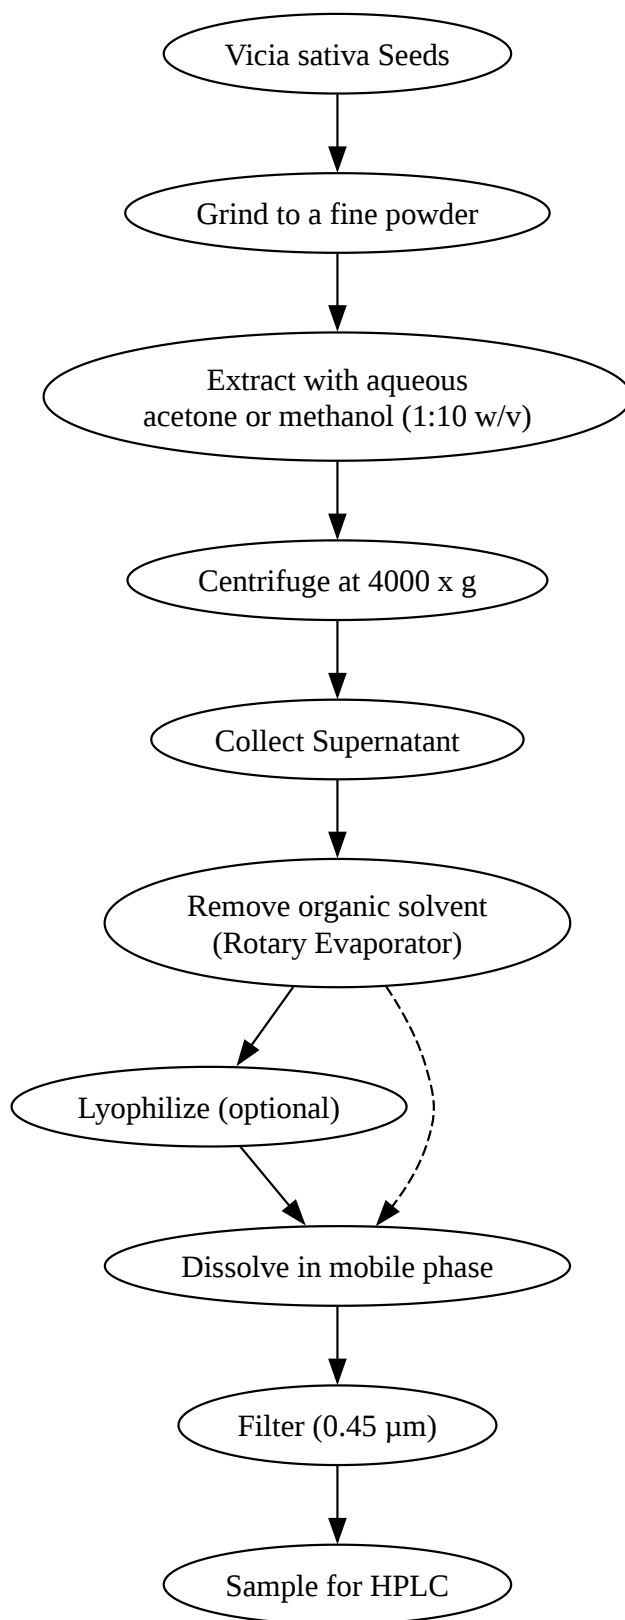 Vicia sativa Seeds
Grind to a fine powder
Extract with aqueous
acetone or methanol (1:10 w/v)
Centrifuge at 4000 x g
Collect Supernatant
Remove organic solvent
(Rotary Evaporator)
Lyophilize (optional)
Dissolve in mobile phase
Filter (0.45 µm)
Sample for HPLC